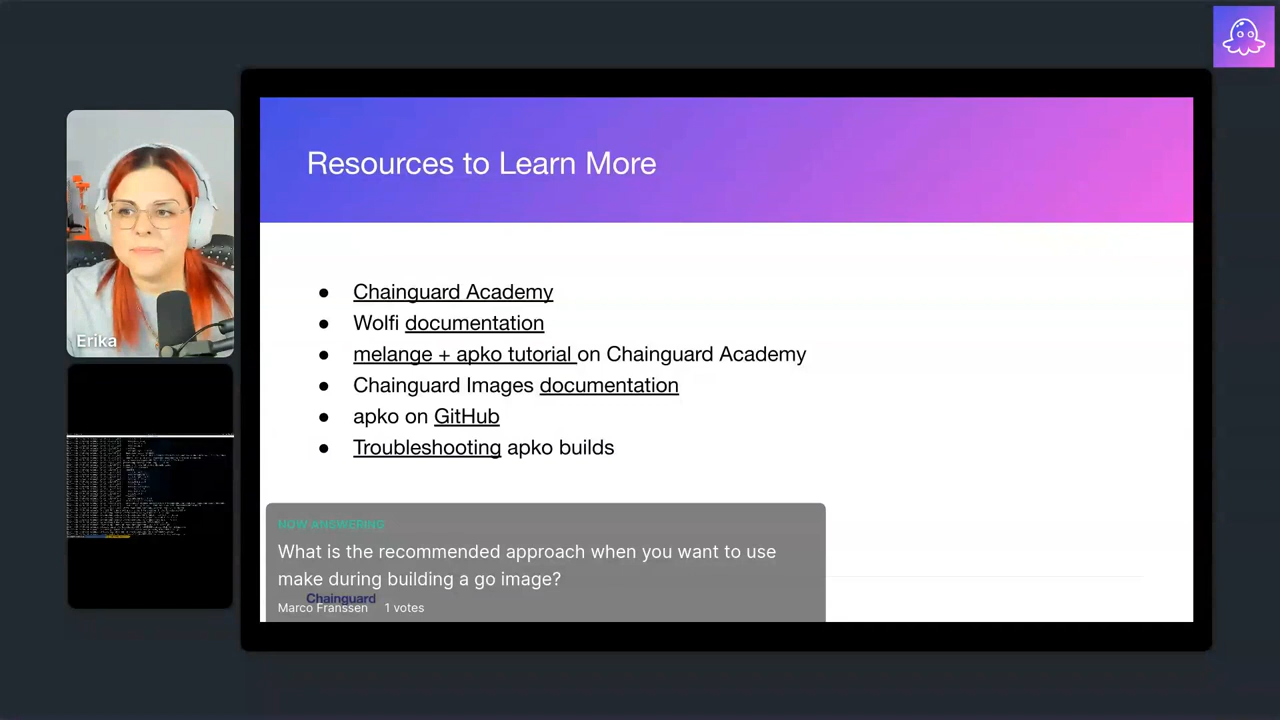 Resources to Learn More
Chainguard Academy
Wolfi documentation
melange + apko tutorial on Chainguard Academy
Chainguard Images documentation
apko on GitHub
Troubleshooting apko builds
Erika
NOW ANSWERING
What is the recommended approach when you want to use
make during building a go image?
Chainguard
Marco Franssen 1 votes